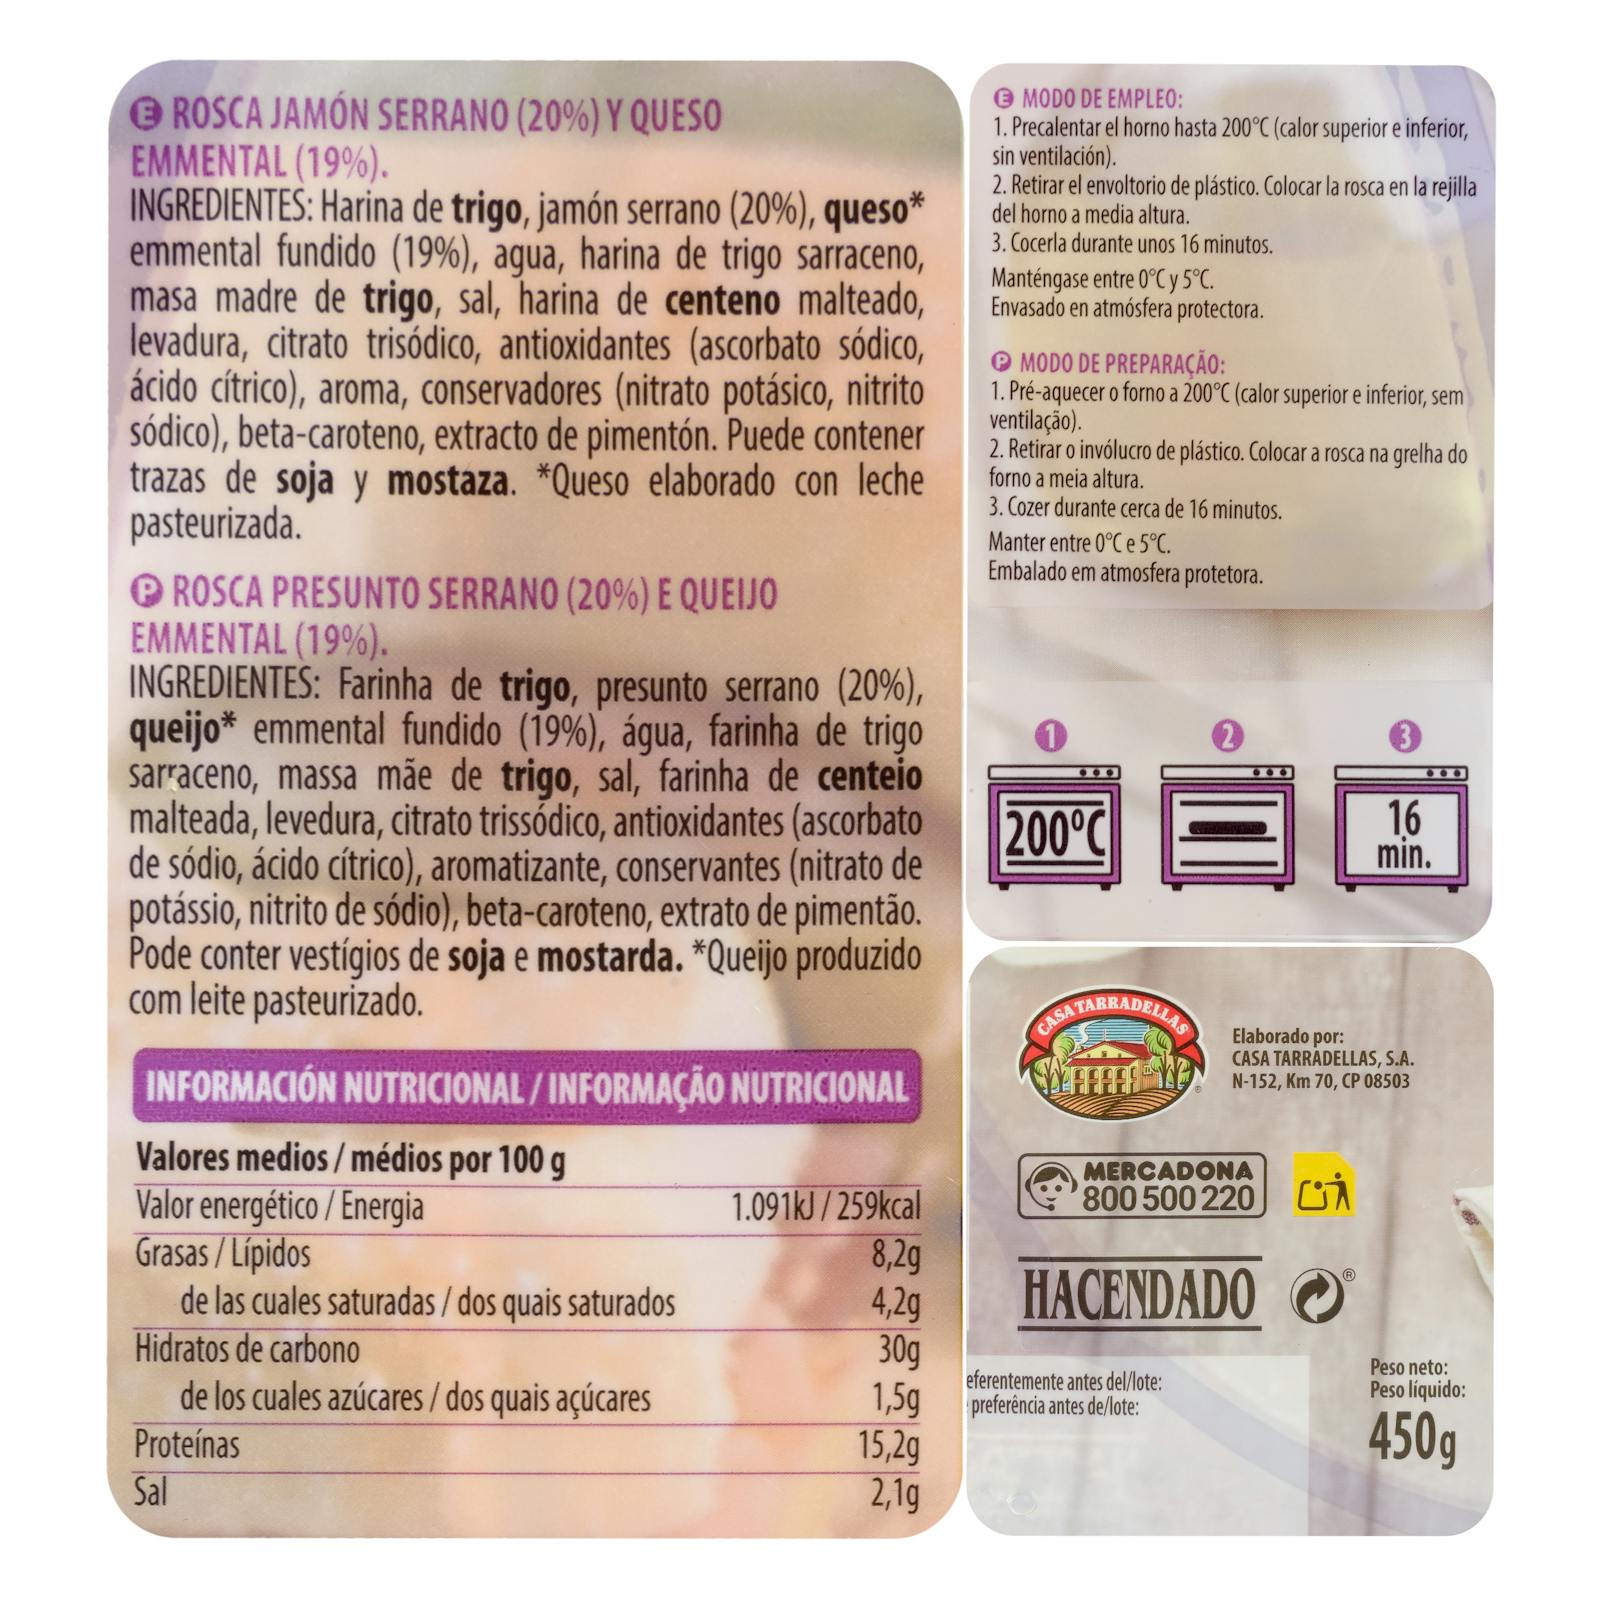 E ROSCA JAMÓN SERRANO (20%) Y QUESO
EMMENTAL (19%).
INGREDIENTES: Harina de trigo, jamón serrano (20%), queso*
emmental fundido (19%), agua, harina de trigo sarraceno,
masa madre de trigo, sal, harina de centeno malteado,
levadura, citrato trisódico, antioxidantes (ascorbato sódico,
ácido cítrico), aroma, conservadores (nitrato potásico, nitrito
sódico), beta-caroteno, extracto de pimentón. Puede contener
trazas de soja y mostaza. *Queso elaborado con leche
pasteurizada.
P ROSCA PRESUNTO SERRANO (20%) E QUEIJO
EMMENTAL (19%).
INGREDIENTES: Farinha de trigo, presunto serrano (20%),
queijo* emmental fundido (19%), água, farinha de trigo
sarraceno, massa mãe de trigo, sal, farinha de centeio
malteada, levedura, citrato trissódico, antioxidantes (ascorbato
de sódio, ácido cítrico), aromatizante, conservantes (nitrato de
potássio, nitrito de sódio), beta-caroteno, extrato de pimentão.
Pode conter vestígios de soja e mostarda. *Queijo produzido
com leite pasteurizado.
INFORMACIÓN NUTRICIONAL / INFORMAÇÃO NUTRICIONAL
Valores medios / médios por 100 g
Valor energético / Energia 1.091kJ / 259kcal
Grasas / Lípidos 8,2g
de las cuales saturadas / dos quais saturados 4,2g
Hidratos de carbono 30g
de los cuales azúcares / dos quais açúcares 1,5g
Proteínas 15,2g
Sal 2,1g
E MODO DE EMPLEO:
1. Precalentar el horno hasta 200°C (calor superior e inferior,
sin ventilación).
2. Retirar el envoltorio de plástico. Colocar la rosca en la rejilla
del horno a media altura.
3. Cocerla durante unos 16 minutos.
Manténgase entre 0°C y 5°C.
Envasado en atmósfera protectora.
P MODO DE PREPARAÇÃO:
1. Pré-aquecer o forno a 200°C (calor superior e inferior, sem
ventilação).
2. Retirar o invólucro de plástico. Colocar a rosca na grelha do
forno a meia altura.
3. Cozer durante cerca de 16 minutos.
Manter entre 0°C e 5°C.
Embalado em atmosfera protetora.
1 2 3
200°C
16
min.
CASA TARRADELLAS
Elaborado por:
CASA TARRADELLAS, S.A.
N-152, Km 70, CP 08503
MERCADONA
800 500 220
HACENDADO
eferentemente antes del/lote:
preferência antes de/lote:
Peso neto:
Peso líquido:
450g